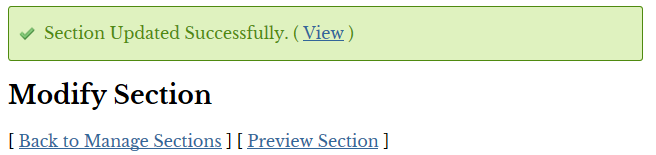 Section Updated Successfully. ( View )
Modify Section
[ Back to Manage Sections ] [ Preview Section ]